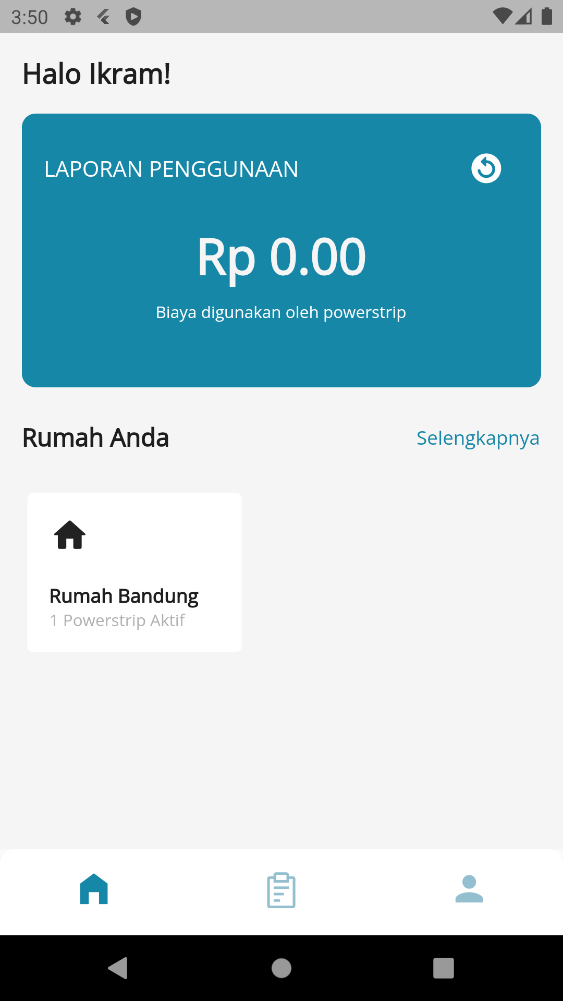 3:50
Halo Ikram!
LAPORAN PENGGUNAAN
Rp 0.00
Biaya digunakan oleh powerstrip
Rumah Anda
Selengkapnya
Rumah Bandung
1 Powerstrip Aktif